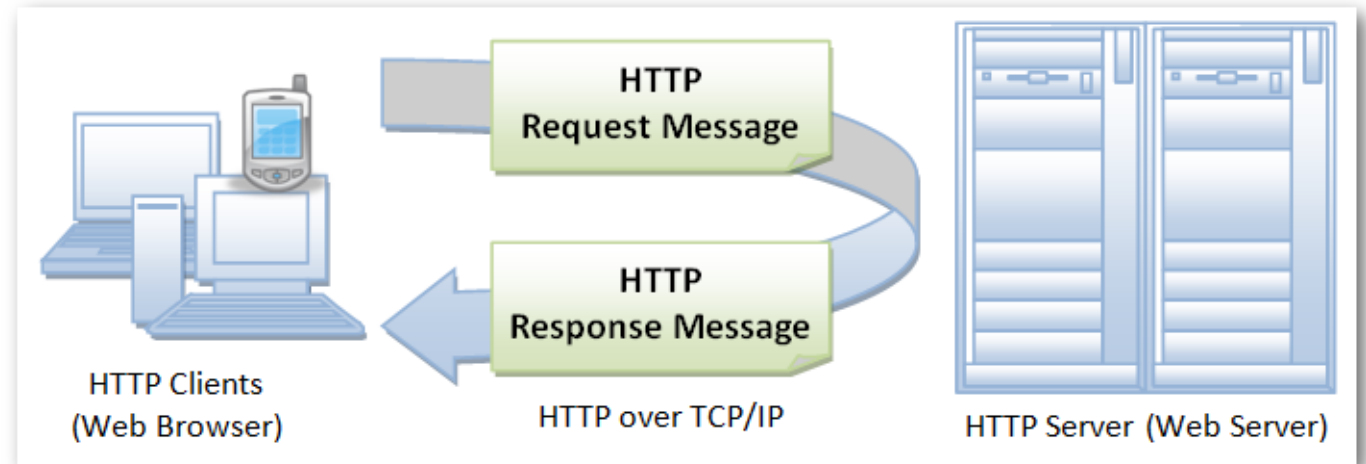 HTTP
Request Message
HTTP
Response Message
HTTP Clients
(Web Browser)
HTTP over TCP/IP
HTTP Server (Web Server)